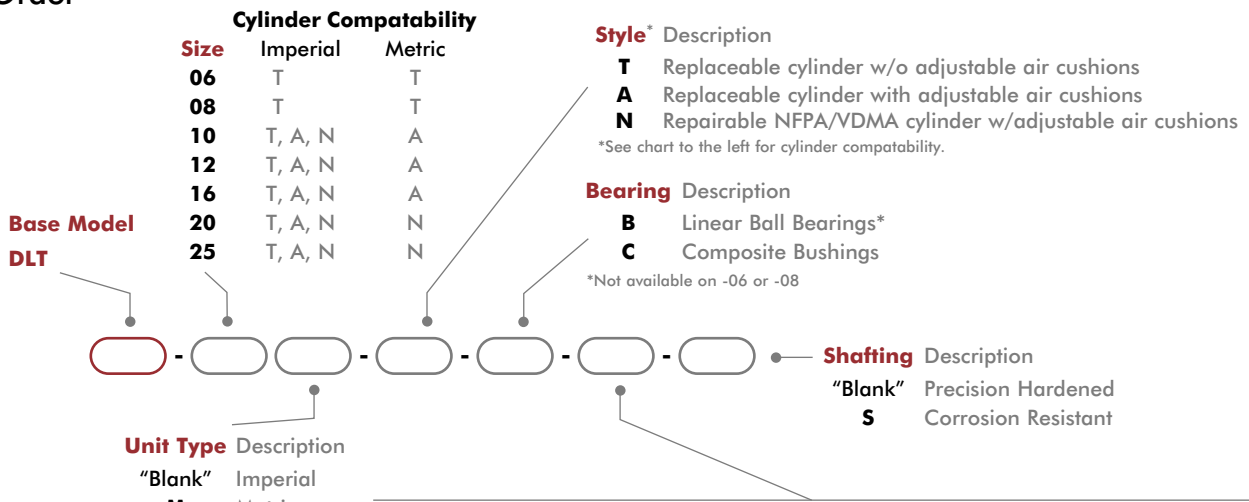 Order
Cylinder Compatability
Size Imperial Metric
06 T T
08 T T
10 T, A, N A
12 T, A, N A
16 T, A, N A
20 T, A, N N
25 T, A, N N
Style* Description
T Replaceable cylinder w/o adjustable air cushions
A Replaceable cylinder with adjustable air cushions
N Repairable NFPA/VDMA cylinder w/adjustable air cushions
*See chart to the left for cylinder compatability.
Bearing Description
B Linear Ball Bearings*
C Composite Bushings
*Not available on -06 or -08
Base Model
DLT
- - - - -
Shafting Description
"Blank" Precision Hardened
S Corrosion Resistant
Unit Type Description
"Blank" Imperial
M Metric